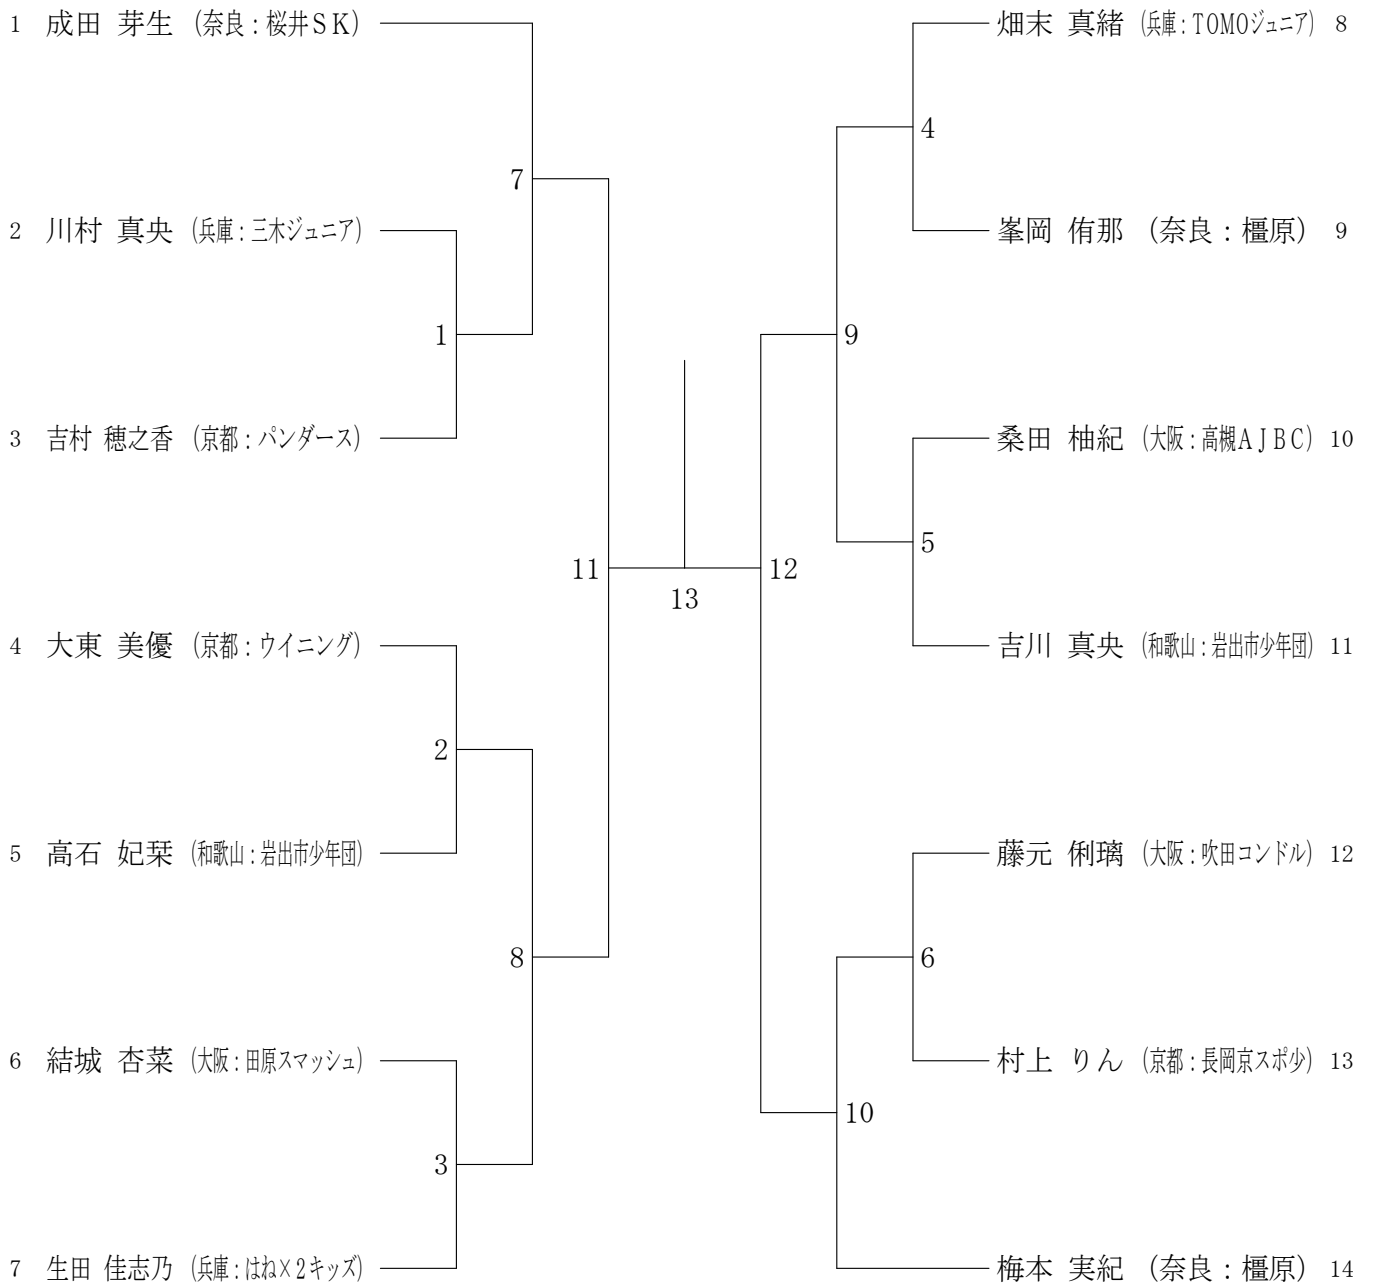 1 成田 芽生 （奈良：桜井ＳＫ）
7
2 川村 真央 （兵庫：三木ジュニア）
1
3 吉村 穂之香 （京都：パンダース）
11
4 大東 美優 （京都：ウイニング）
2
5 高石 妃栞 （和歌山：岩出市少年団）
8
6 結城 杏菜 （大阪：田原スマッシュ）
3
7 生田 佳志乃 （兵庫：はね×2キッズ）
13
畑末 真緒 （兵庫：TOMOジュニア） 8
4
峯岡 侑那 （奈良：橿原） 9
9
桑田 柚紀 （大阪：高槻ＡＪＢＣ） 10
5
12
吉川 真央 （和歌山：岩出市少年団） 11
藤元 俐璃 （大阪：吹田コンドル） 12
6
村上 りん （京都：長岡京スポ少） 13
10
梅本 実紀 （奈良：橿原） 14